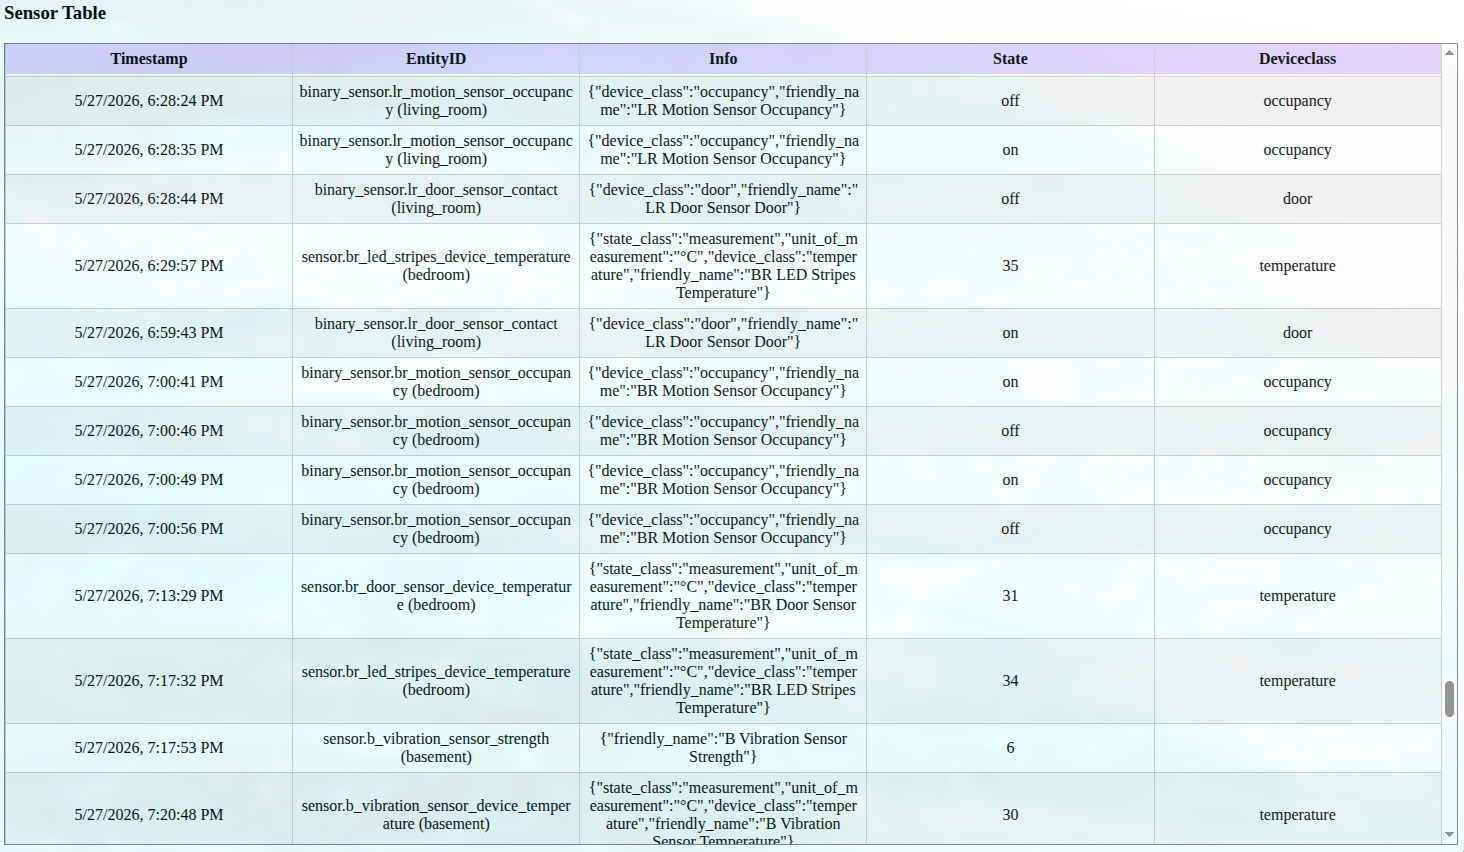 Sensor Table
Timestamp EntityID Info State Deviceclass
5/27/2026, 6:28:24 PM binary_sensor.lr_motion_sensor_occupanc {"device_class":"occupancy","friendly_na off occupancy
y (living_room) me":"LR Motion Sensor Occupancy"}
5/27/2026, 6:28:35 PM binary_sensor.lr_motion_sensor_occupanc {"device_class":"occupancy","friendly_na on occupancy
y (living_room) me":"LR Motion Sensor Occupancy"}
5/27/2026, 6:28:44 PM binary_sensor.lr_door_sensor_contact {"device_class":"door","friendly_name":" off door
(living_room) LR Door Sensor Door"}
{"state_class":"measurement","unit_of_m
5/27/2026, 6:29:57 PM sensor.br_led_stripes_device_temperature easurement":"°C","device_class":"temper 35 temperature
(bedroom) ature","friendly_name":"BR LED Stripes
Temperature"}
5/27/2026, 6:59:43 PM binary_sensor.lr_door_sensor_contact {"device_class":"door","friendly_name":" on door
(living_room) LR Door Sensor Door"}
5/27/2026, 7:00:41 PM binary_sensor.br_motion_sensor_occupan {"device_class":"occupancy","friendly_na on occupancy
cy (bedroom) me":"BR Motion Sensor Occupancy"}
5/27/2026, 7:00:46 PM binary_sensor.br_motion_sensor_occupan {"device_class":"occupancy","friendly_na off occupancy
cy (bedroom) me":"BR Motion Sensor Occupancy"}
5/27/2026, 7:00:49 PM binary_sensor.br_motion_sensor_occupan {"device_class":"occupancy","friendly_na on occupancy
cy (bedroom) me":"BR Motion Sensor Occupancy"}
5/27/2026, 7:00:56 PM binary_sensor.br_motion_sensor_occupan {"device_class":"occupancy","friendly_na off occupancy
cy (bedroom) me":"BR Motion Sensor Occupancy"}
{"state_class":"measurement","unit_of_m
5/27/2026, 7:13:29 PM sensor.br_door_sensor_device_temperatur easurement":"°C","device_class":"temper 31 temperature
e (bedroom) ature","friendly_name":"BR Door Sensor
Temperature"}
{"state_class":"measurement","unit_of_m
5/27/2026, 7:17:32 PM sensor.br_led_stripes_device_temperature easurement":"°C","device_class":"temper 34 temperature
(bedroom) ature","friendly_name":"BR LED Stripes
Temperature"}
5/27/2026, 7:17:53 PM sensor.b_vibration_sensor_strength {"friendly_name":"B Vibration Sensor 6
(basement) Strength"}
{"state_class":"measurement","unit_of_m
5/27/2026, 7:20:48 PM sensor.b_vibration_sensor_device_temper easurement":"°C","device_class":"temper 30 temperature
ature (basement) ature","friendly_name":"B Vibration
Sensor Temperature"}